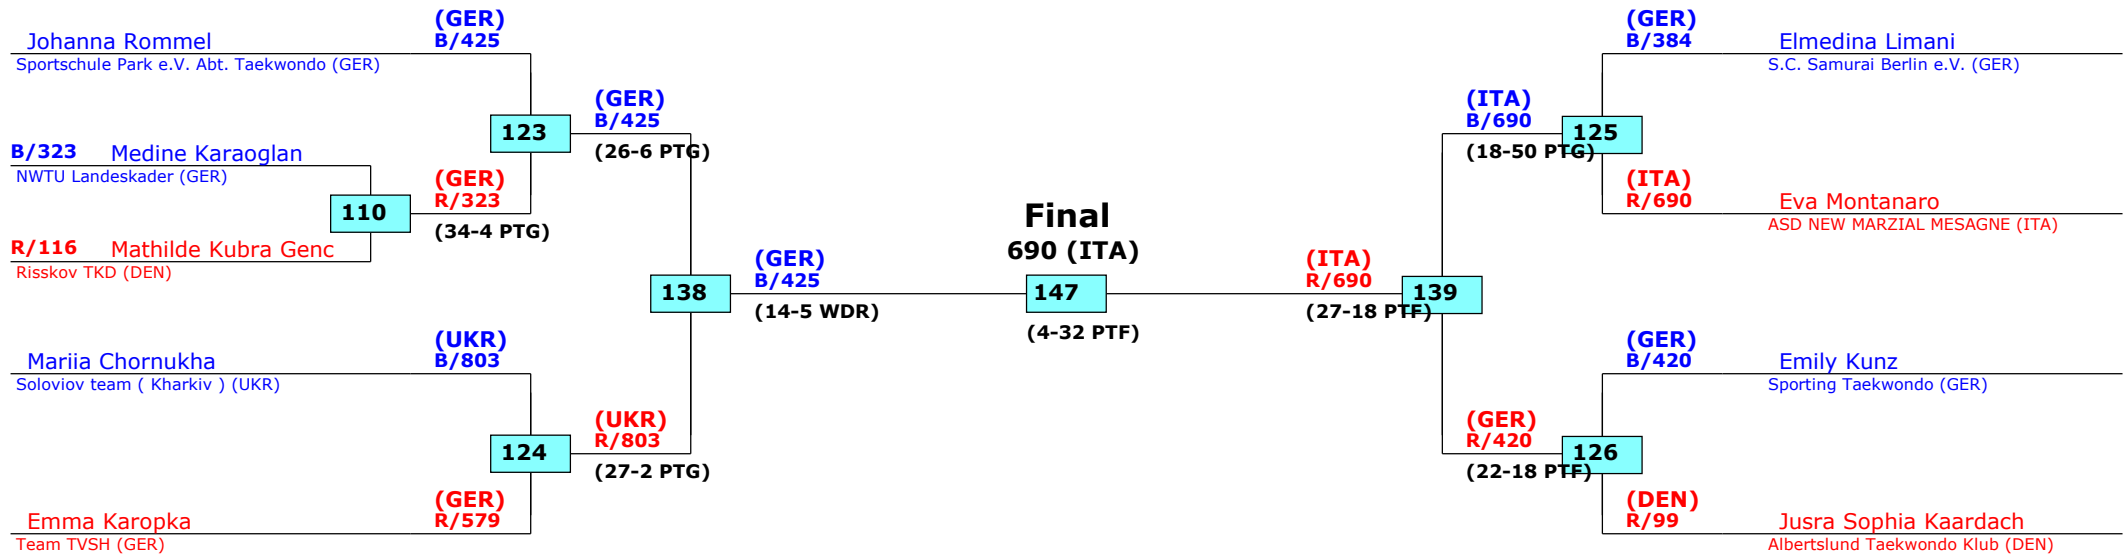 (GER)
Johanna Rommel B/425
Sportschule Park e.V. Abt. Taekwondo (GER)
123
(GER)
B/425
(26-6 PTG)
B/323 Medine Karaoglan
NWTU Landeskader (GER)
110
(GER)
R/323
(34-4 PTG)
R/116 Mathilde Kubra Genc
Risskov TKD (DEN)
138
(GER)
B/425
(14-5 WDR)
(UKR)
Mariia Chornukha B/803
Soloviov team ( Kharkiv ) (UKR)
124
(UKR)
R/803
(27-2 PTG)
(GER)
Emma Karopka R/579
Team TVSH (GER)
Final
690 (ITA)
147
(4-32 PTF)
(GER)
B/384 Elmedina Limani
S.C. Samurai Berlin e.V. (GER)
(ITA)
B/690
125
(18-50 PTG)
(ITA)
R/690 Eva Montanaro
ASD NEW MARZIAL MESAGNE (ITA)
(ITA)
R/690
139
(27-18 PTF)
(GER)
B/420 Emily Kunz
Sporting Taekwondo (GER)
(GER)
R/420
126
(22-18 PTF)
(DEN)
R/99 Jusra Sophia Kaardach
Albertslund Taekwondo Klub (DEN)